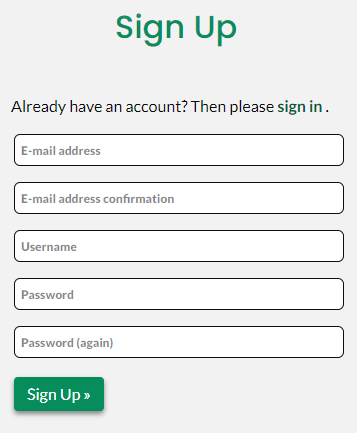 Sign Up
Already have an account? Then please sign in .
E-mail address
E-mail address confirmation
Username
Password
Password (again)
Sign Up »